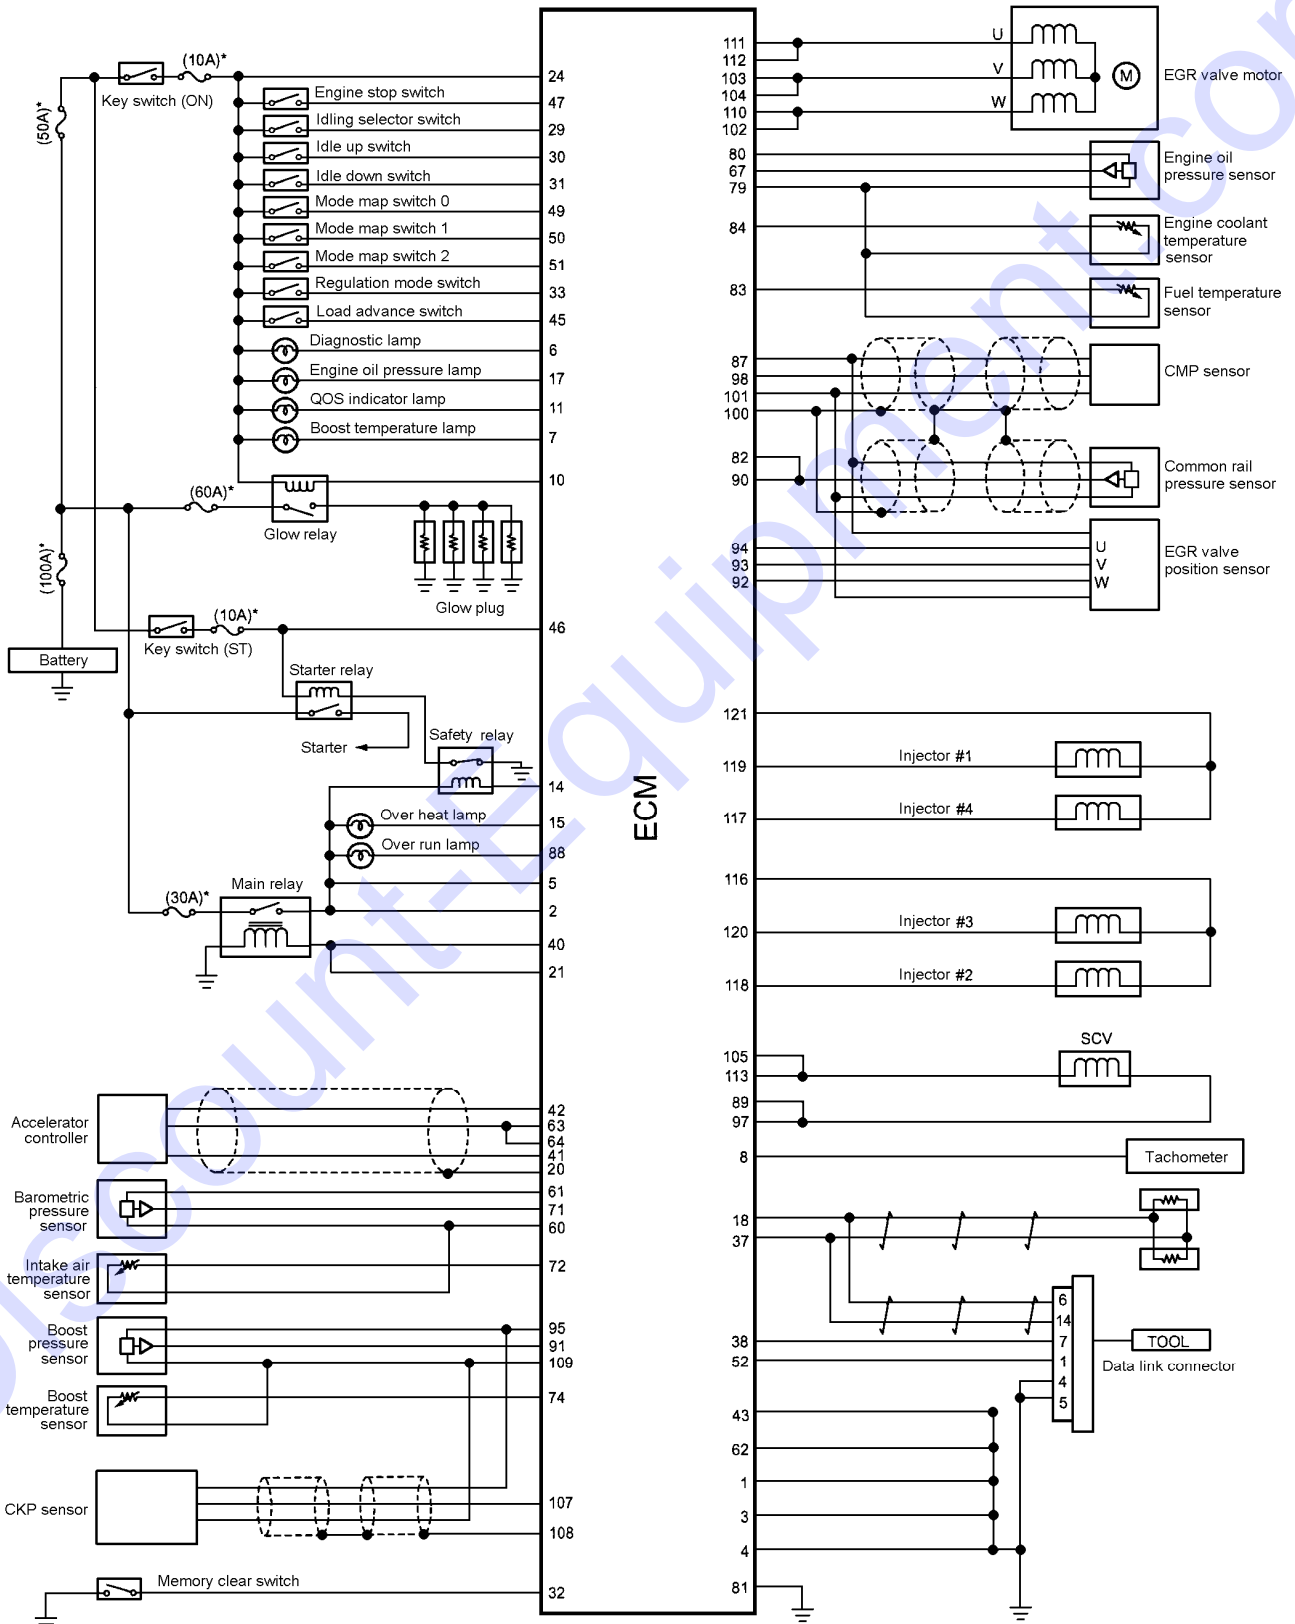 (10A)*
Key switch (ON)
(50A)*
Engine stop switch
Idling selector switch
Idle up switch
Idle down switch
Mode map switch 0
Mode map switch 1
Mode map switch 2
Regulation mode switch
Load advance switch
Diagnostic lamp
Engine oil pressure lamp
QOS indicator lamp
Boost temperature lamp
(60A)*
Glow relay
Glow plug
(100A)*
Battery
(10A)*
Key switch (ST)
Starter relay
Starter
Safety relay
Over heat lamp
Over run lamp
Main relay
(30A)*
Accelerator
controller
Barometric
pressure
sensor
Intake air
temperature
sensor
Boost
pressure
sensor
Boost
temperature
sensor
CKP sensor
Memory clear switch
24
47
29
30
31
49
50
51
33
45
6
17
11
7
10
46
14
15
88
5
2
40
21
42
63
64
41
20
61
71
60
72
95
91
109
74
107
108
32
ECM
111
112
103
104
110
102
80
67
79
84
83
87
98
101
100
82
90
94
93
92
121
119
117
116
120
118
105
113
89
97
8
18
37
38
52
43
62
1
3
4
81
U
V
W
M
EGR valve motor
Engine oil
pressure sensor
Engine coolant
temperature
sensor
Fuel temperature
sensor
CMP sensor
Common rail
pressure sensor
U
V
W
EGR valve
position sensor
Injector #1
Injector #4
Injector #3
Injector #2
SCV
Tachometer
6
14
7
1
4
5
TOOL
Data link connector
Discount-Equipment.com